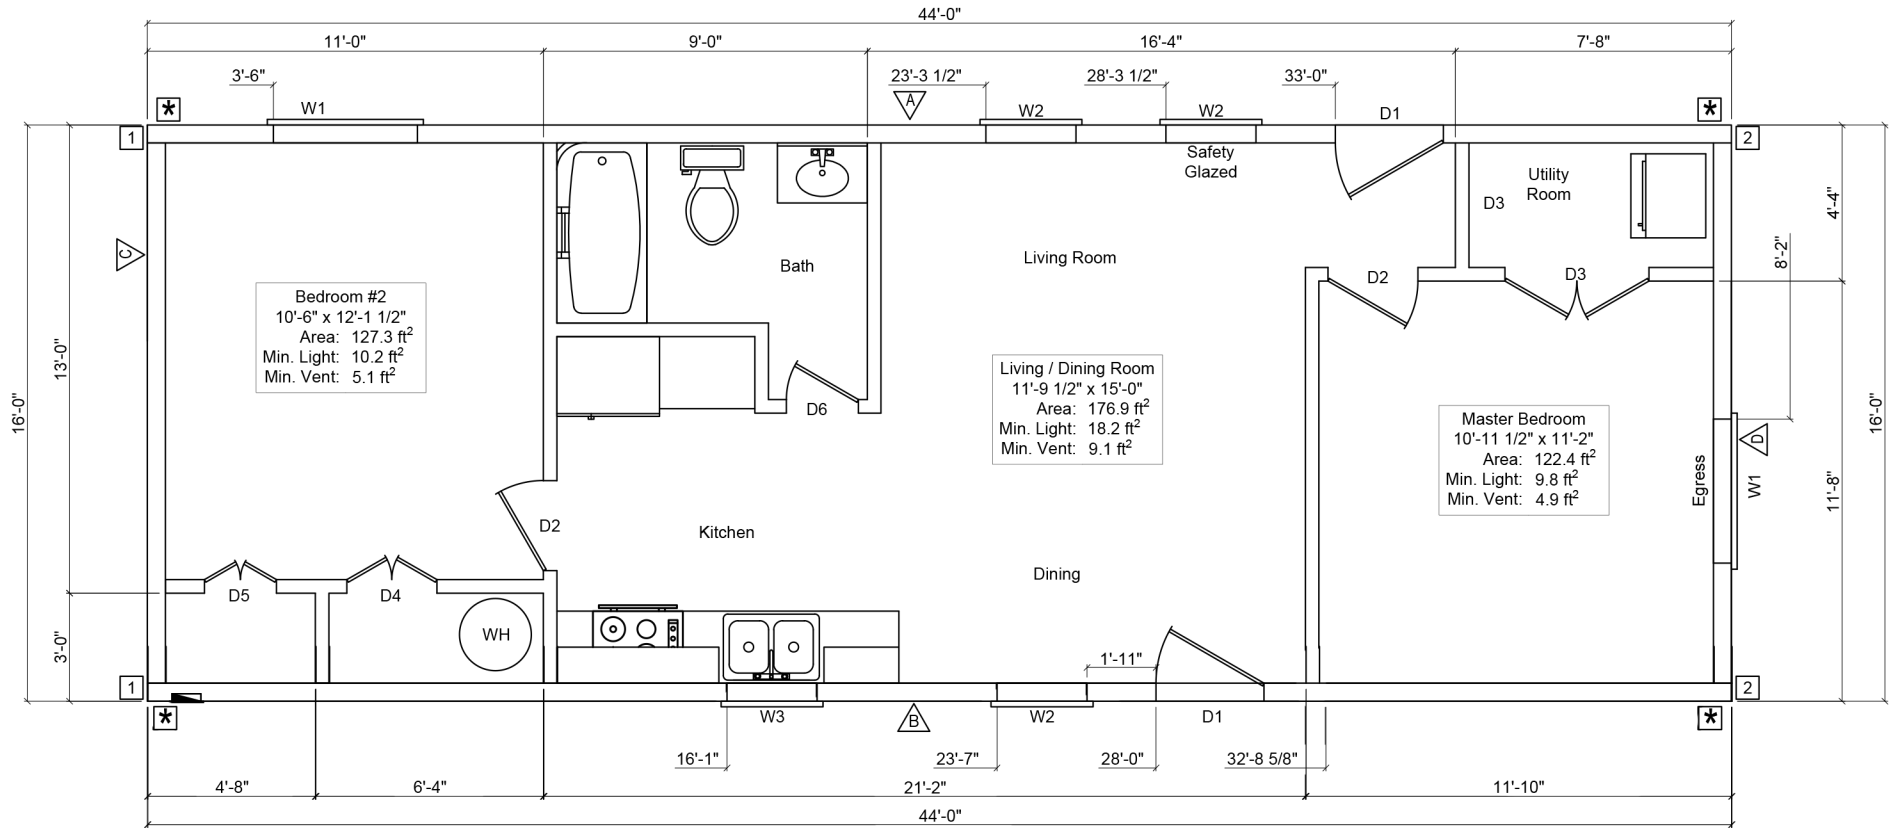 44'-0"
11'-0"
9'-0"
16'-4"
7'-8"
3'-6"
23'-3 1/2"
28'-3 1/2"
33'-0"
*
W1
A
W2
W2
D1
*
1
2
Safety
Glazed
Utility
Room
D3
4'-4"
C
Bath
Living Room
D2
D3
8'-2"
Bedroom #2
10'-6" x 12'-1 1/2"
Area: 127.3 ft²
Min. Light: 10.2 ft²
Min. Vent: 5.1 ft²
13'-0"
16'-0"
Living / Dining Room
11'-9 1/2" x 15'-0"
Area: 176.9 ft²
Min. Light: 18.2 ft²
Min. Vent: 9.1 ft²
D6
Master Bedroom
10'-11 1/2" x 11'-2"
Area: 122.4 ft²
Min. Light: 9.8 ft²
Min. Vent: 4.9 ft²
Egress
D
W1
11'-8"
16'-0"
D2
Kitchen
Dining
D5
D4
WH
3'-0"
1'-11"
1
2
*
W3
B
W2
D1
*
16'-1"
23'-7"
28'-0"
32'-8 5/8"
4'-8"
6'-4"
21'-2"
11'-10"
44'-0"